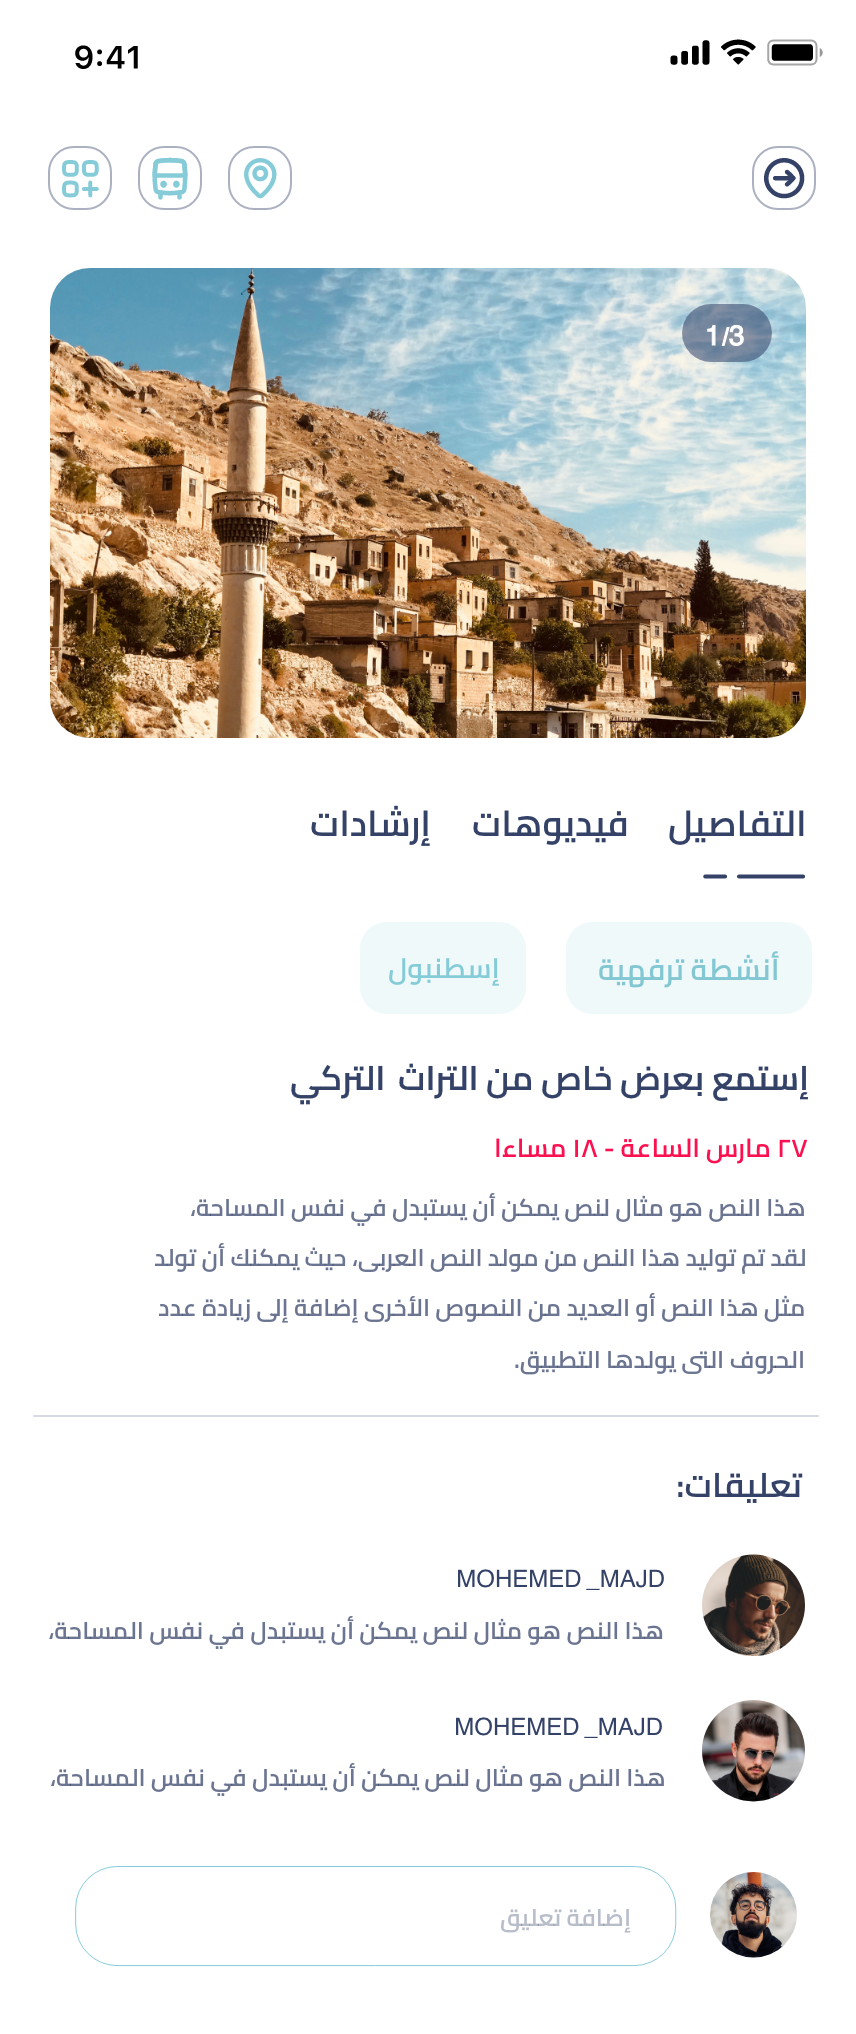 9:41
1/3
التفاصيل فيديوهات إرشادات
أنشطة ترفهية إسطنبول
إستمع بعرض خاص من التراث التركي
٢٧ مارس الساعة - ١٨ مساءا
هذا النص هو مثال لنص يمكن أن يستبدل في نفس المساحة،
لقد تم توليد هذا النص من مولد النص العربى، حيث يمكنك أن تولد
مثل هذا النص أو العديد من النصوص الأخرى إضافة إلى زيادة عدد
الحروف التى يولدها التطبيق.
تعليقات:
MOHEMED _MAJD
هذا النص هو مثال لنص يمكن أن يستبدل في نفس المساحة،
MOHEMED _MAJD
هذا النص هو مثال لنص يمكن أن يستبدل في نفس المساحة،
إضافة تعليق